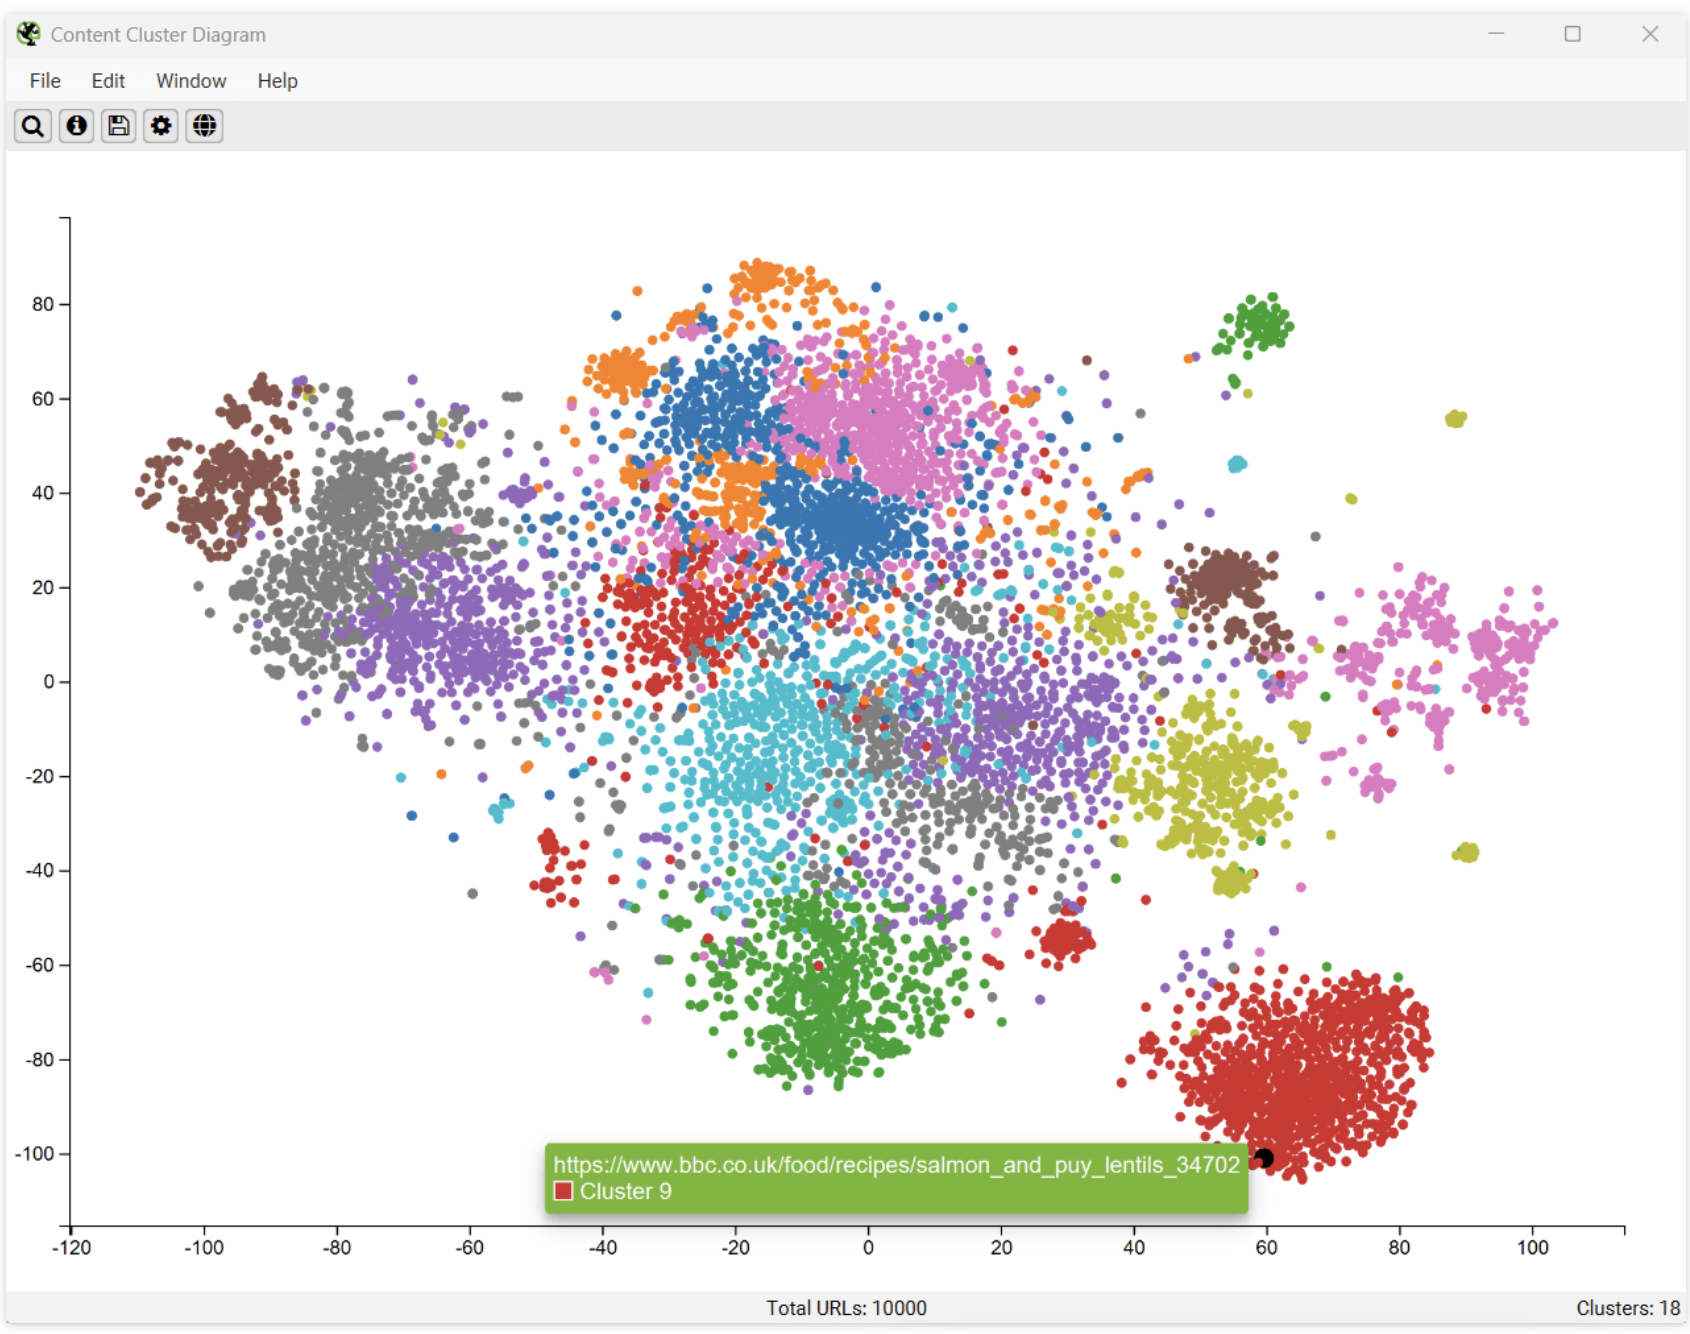 Content Cluster Diagram
File Edit Window Help
80
60
40
20
0
-20
-40
-60
-80
-100
https://www.bbc.co.uk/food/recipes/salmon_and_puy_lentils_34702
Cluster 9
-120 -100 -80 -60 -40 -20 0 20 40 60 80 100
Total URLs: 10000 Clusters: 18